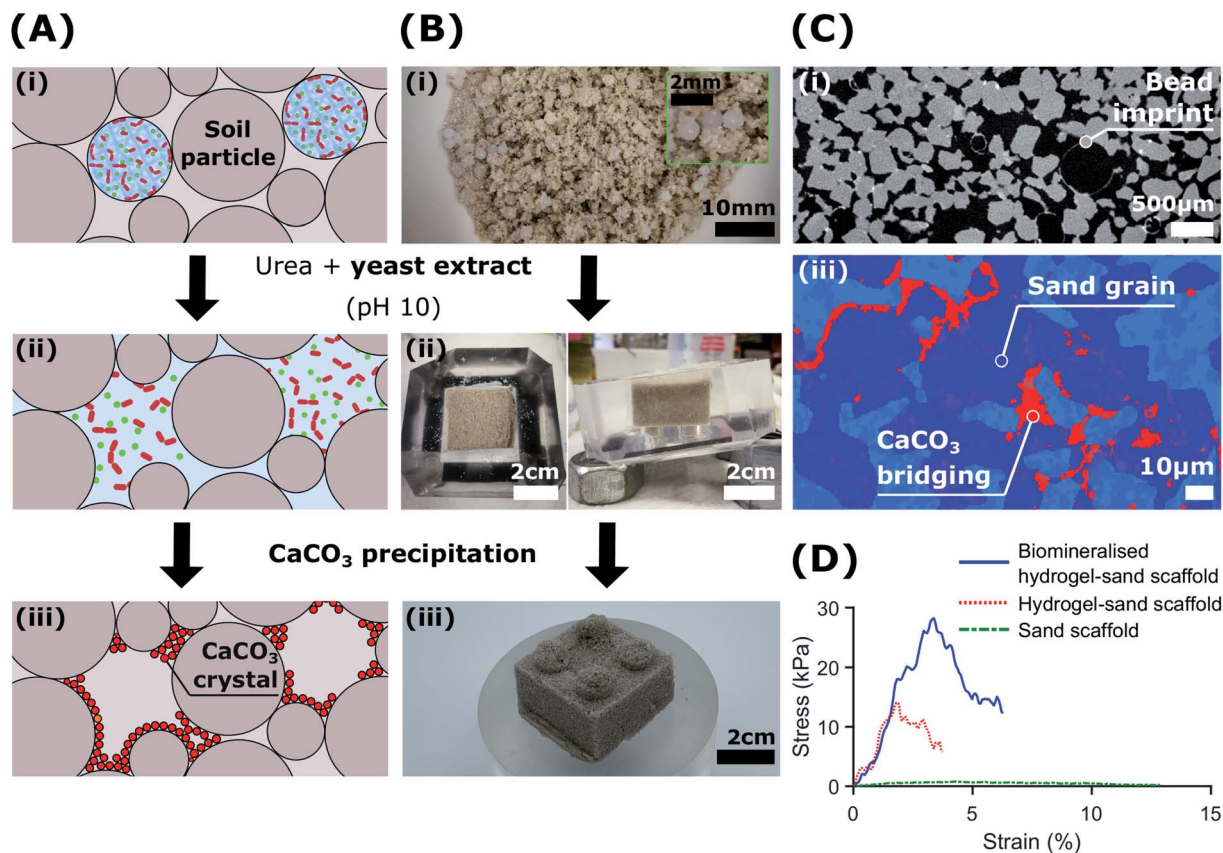 (A)
(i)
Soil
particle
Urea + yeast extract
(pH 10)
(ii)
CaCO₃ precipitation
(iii)
CaCO₃
crystal
(B)
(i)
2mm
10mm
(ii)
2cm
2cm
(iii)
2cm
(C)
(i)
Bead
imprint
500µm
(iii)
Sand grain
CaCO₃
bridging
10µm
(D)
Biomineralised
hydrogel-sand scaffold
Hydrogel-sand scaffold
Sand scaffold
Stress (kPa)
30
20
10
0
0
5
10
15
Strain (%)